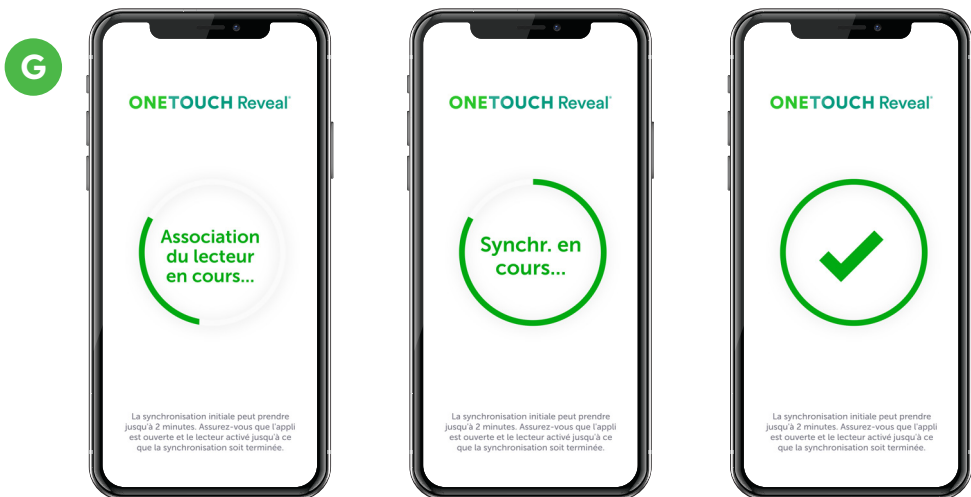 G
ONETOUCH Reveal®
Association
du lecteur
en cours...
La synchronisation initiale peut prendre
jusqu'à 2 minutes. Assurez-vous que l'appli
est ouverte et le lecteur activé jusqu'à ce
que la synchronisation soit terminée.
ONETOUCH Reveal®
Synchr. en
cours...
La synchronisation initiale peut prendre
jusqu'à 2 minutes. Assurez-vous que l'appli
est ouverte et le lecteur activé jusqu'à ce
que la synchronisation soit terminée.
ONETOUCH Reveal®
La synchronisation initiale peut prendre
jusqu'à 2 minutes. Assurez-vous que l'appli
est ouverte et le lecteur activé jusqu'à ce
que la synchronisation soit terminée.